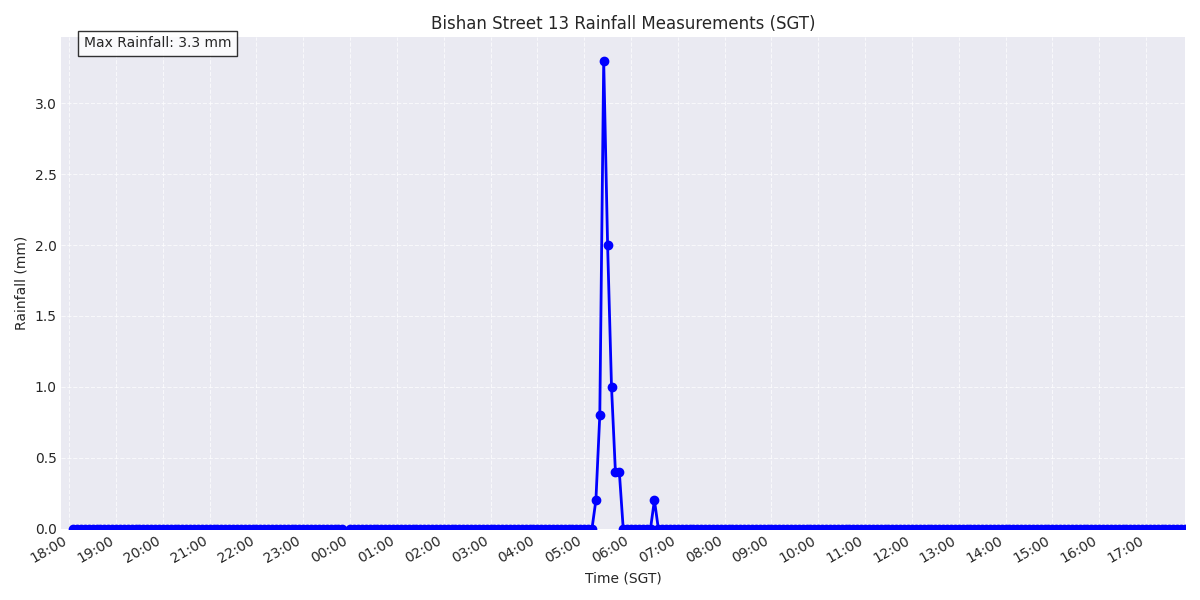 Bishan Street 13 Rainfall Measurements (SGT)
Max Rainfall: 3.3 mm
Rainfall (mm)
3.0
2.5
2.0
1.5
1.0
0.5
0.0
18:00 19:00 20:00 21:00 22:00 23:00 00:00 01:00 02:00 03:00 04:00 05:00 06:00 07:00 08:00 09:00 10:00 11:00 12:00 13:00 14:00 15:00 16:00 17:00
Time (SGT)